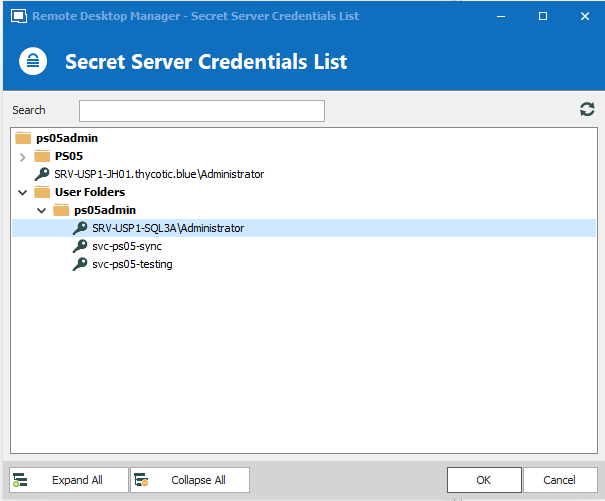 Remote Desktop Manager - Secret Server Credentials List
Secret Server Credentials List
Search
ps05admin
PS05
SRV-USP1-JH01.thycotic.blue\Administrator
User Folders
ps05admin
SRV-USP1-SQL3A\Administrator
svc-ps05-sync
svc-ps05-testing
Expand All
Collapse All
OK
Cancel